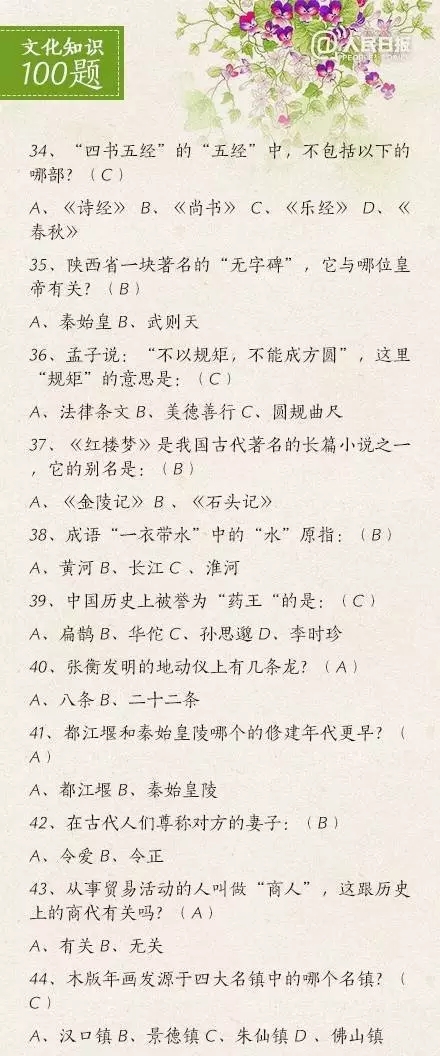 文化知识
100题
@人民日报
PEOPLE'S DAILY
34、“四书五经”的“五经”中，不包括以下的
哪部？（C）
A、《诗经》 B、《尚书》 C、《乐经》 D、《
春秋》
35、陕西省一块著名的“无字碑”，它与哪位皇
帝有关？（B）
A、秦始皇 B、武则天
36、孟子说：“不以规矩，不能成方圆”，这里
“规矩”的意思是：（C）
A、法律条文 B、美德善行 C、圆规曲尺
37、《红楼梦》是我国古代著名的长篇小说之一
，它的别名是：（B）
A、《金陵记》 B 、《石头记》
38、成语“一衣带水”中的“水”原指：（B）
A、黄河 B、长江 C 、淮河
39、中国历史上被誉为“药王“的是：（C）
A、扁鹊 B、华佗 C、孙思邈 D、李时珍
40、张衡发明的地动仪上有几条龙？（A）
A、八条 B、二十二条
41、都江堰和秦始皇陵哪个的修建年代更早？（
A）
A、都江堰 B、秦始皇陵
42、在古代人们尊称对方的妻子：（B）
A、令爱 B、令正
43、从事贸易活动的人叫做“商人”，这跟历史
上的商代有关吗？（A）
A、有关 B、无关
44、木版年画发源于四大名镇中的哪个名镇？（
C）
A、汉口镇 B、景德镇 C、朱仙镇 D 、佛山镇